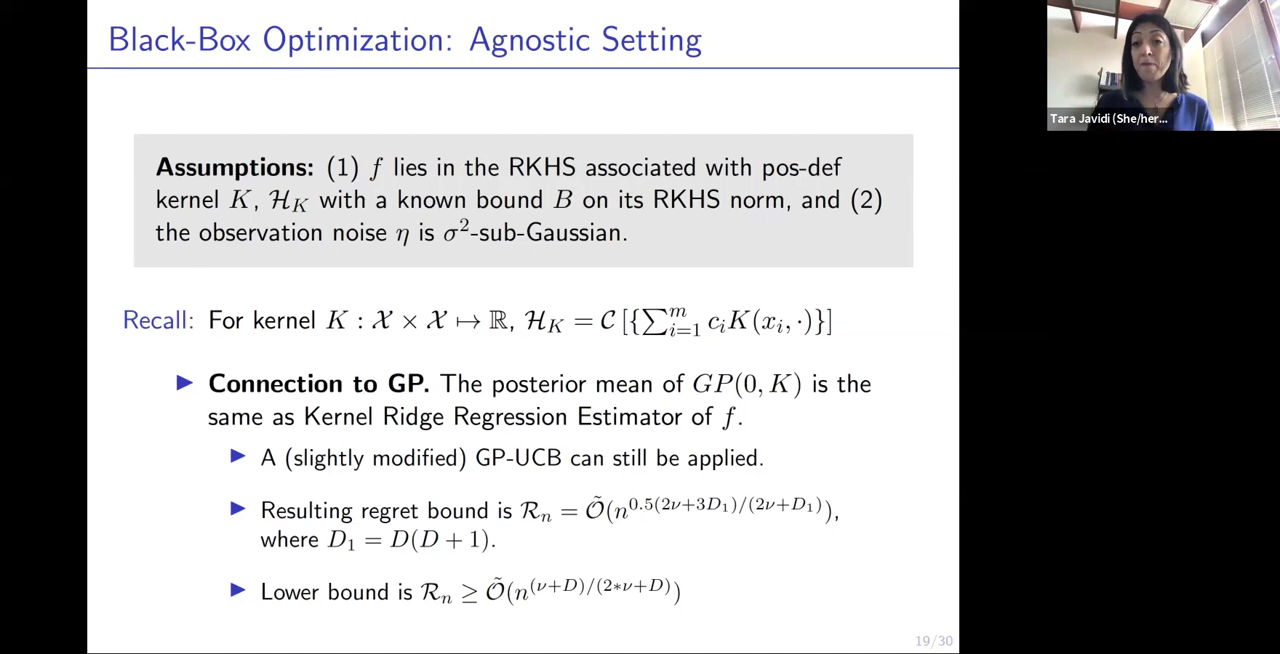 Black-Box Optimization: Agnostic Setting
Tara Javidi (She/her...
Assumptions: (1) f lies in the RKHS associated with pos-def
kernel K, ℋ_K with a known bound B on its RKHS norm, and (2)
the observation noise η is σ²-sub-Gaussian.
Recall: For kernel K : 𝒳 × 𝒳 ↦ ℝ, ℋ_K = 𝒞 [{∑_{i=1}^{m} c_i K(x_i, ·)}]
▶ Connection to GP. The posterior mean of GP(0, K) is the
same as Kernel Ridge Regression Estimator of f.
▶ A (slightly modified) GP-UCB can still be applied.
▶ Resulting regret bound is ℛ_n = Õ(n^{0.5(2ν+3D_1)/(2ν+D_1)}),
where D_1 = D(D + 1).
▶ Lower bound is ℛ_n ≥ Õ(n^{(ν+D)/(2*ν+D)})
19/30